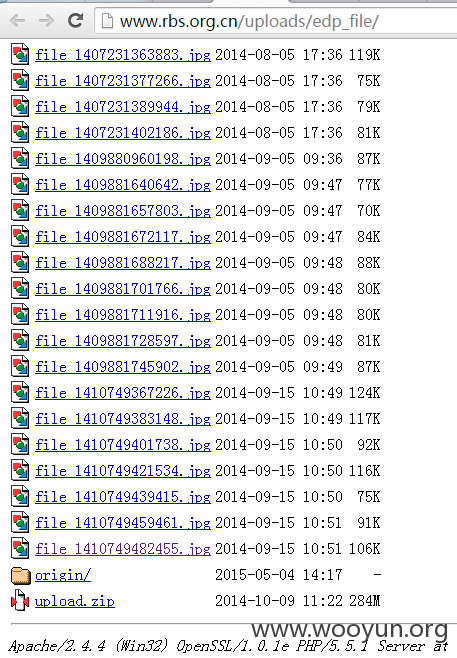 www.rbs.org.cn/uploads/edp_file/
file_1407231363883.jpg 2014-08-05 17:36 119K
file_1407231377266.jpg 2014-08-05 17:36 75K
file_1407231389944.jpg 2014-08-05 17:36 79K
file_1407231402186.jpg 2014-08-05 17:36 81K
file_1409880960198.jpg 2014-09-05 09:36 87K
file_1409881640642.jpg 2014-09-05 09:47 77K
file_1409881657803.jpg 2014-09-05 09:47 70K
file_1409881672117.jpg 2014-09-05 09:47 84K
file_1409881688217.jpg 2014-09-05 09:48 88K
file_1409881701766.jpg 2014-09-05 09:48 80K
file_1409881711916.jpg 2014-09-05 09:48 80K
file_1409881728597.jpg 2014-09-05 09:48 81K
file_1409881745902.jpg 2014-09-05 09:49 87K
file_1410749367226.jpg 2014-09-15 10:49 124K
file_1410749383148.jpg 2014-09-15 10:49 117K
file_1410749401738.jpg 2014-09-15 10:50 92K
file_1410749421534.jpg 2014-09-15 10:50 116K
file_1410749439415.jpg 2014-09-15 10:50 75K
file_1410749459461.jpg 2014-09-15 10:51 91K
file_1410749482455.jpg 2014-09-15 10:51 106K
origin/ 2015-05-04 14:17 -
upload.zip 2014-10-09 11:22 284M
www.wooyun.org
Apache/2.4.4 (Win32) OpenSSL/1.0.1e PHP/5.5.1 Server at